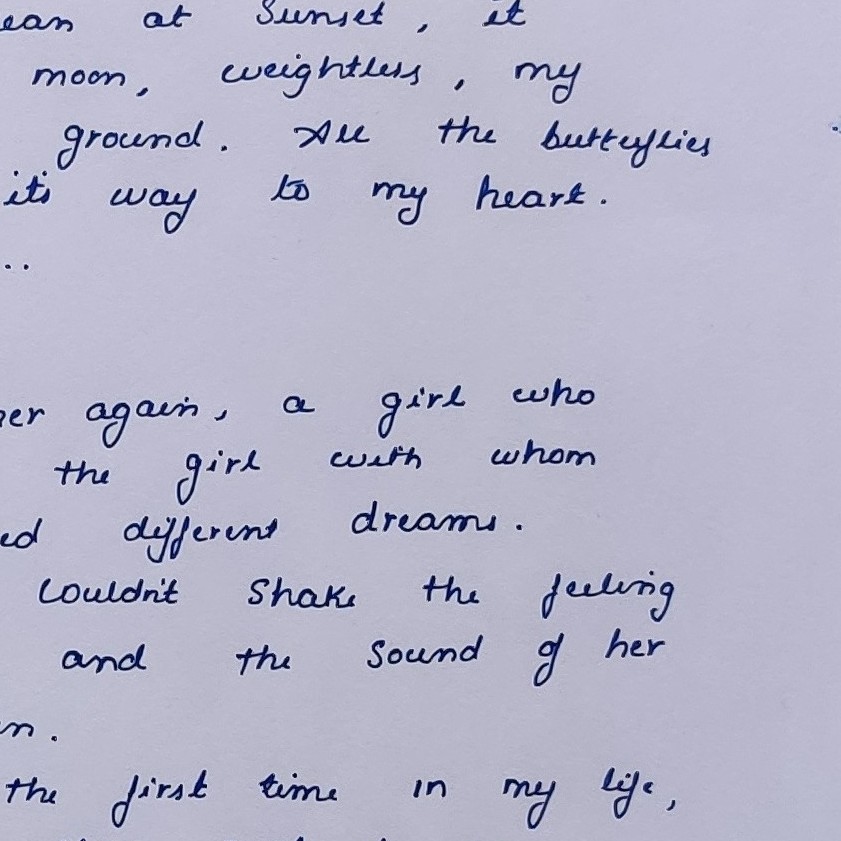 ean at Sunset, it
moon, weightless, my
ground. All the butterflies
it's way to my heart.
..
her again, a girl who
the girl with whom
ed different dreams.
Couldn't Shake the feeling
and the Sound of her
n.
the first time in my life,